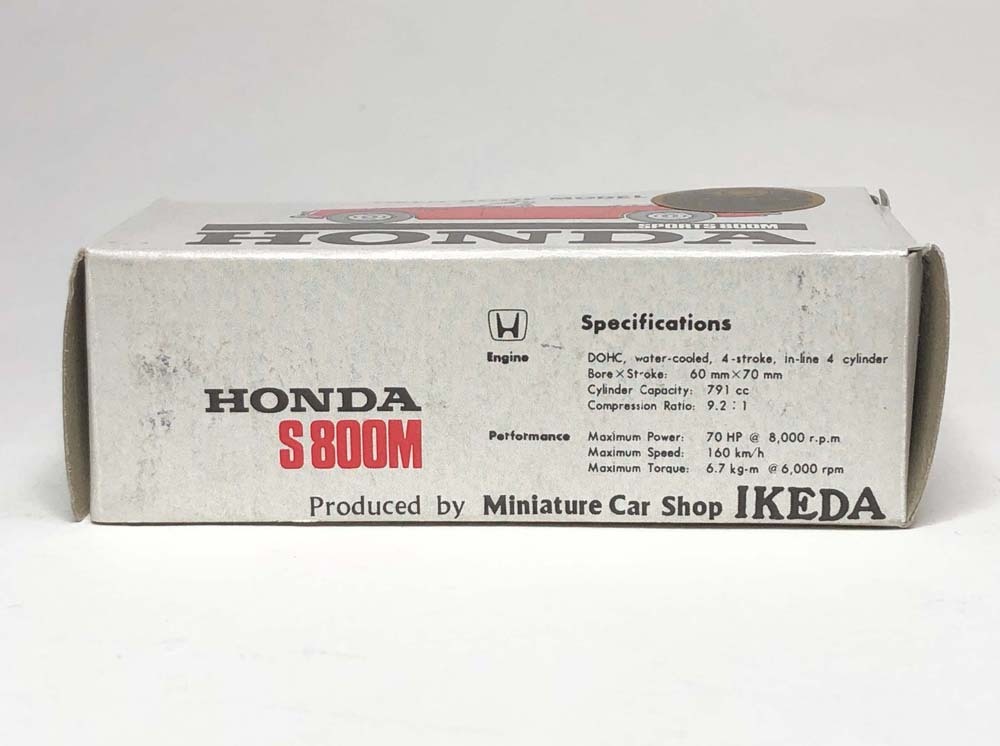 MODEL
SPORTS 800M
HONDA
Specifications
Engine
DOHC, water-cooled, 4-stroke, in-line 4 cylinder
Bore × Stroke: 60 mm × 70 mm
Cylinder Capacity: 791 cc
Compression Ratio: 9.2 : 1
HONDA
S800M
Performance
Maximum Power: 70 HP @ 8,000 r.p.m
Maximum Speed: 160 km/h
Maximum Torque: 6.7 kg-m @ 6,000 rpm
Produced by Miniature Car Shop IKEDA